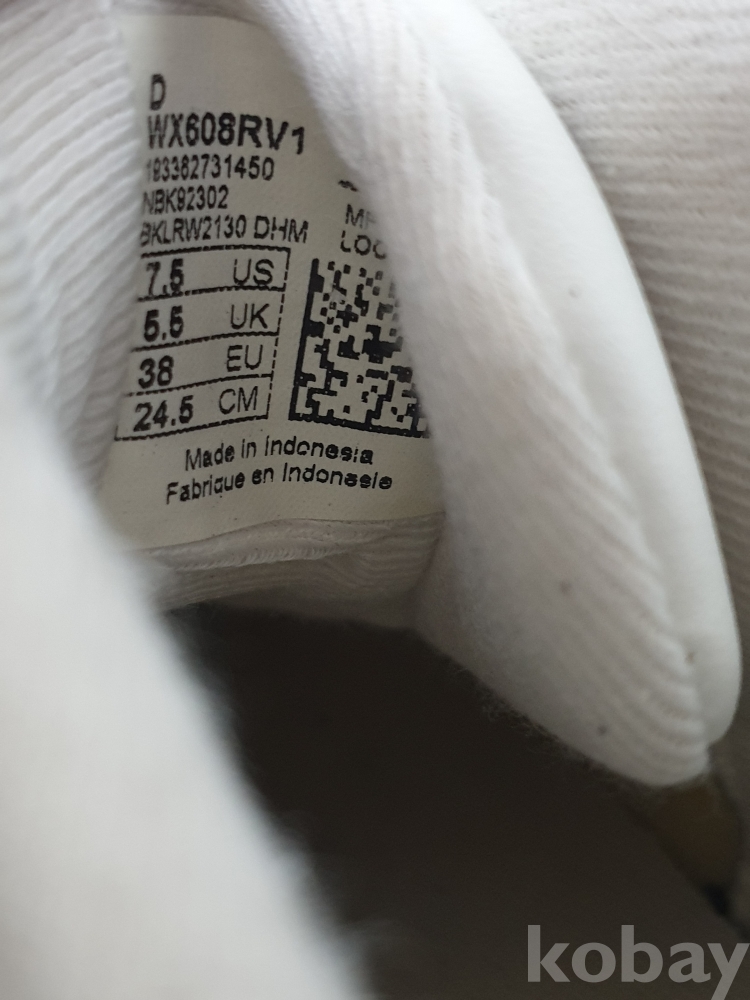 D
WX608RV1
193362731450
NBK92302
BKLRW2130 DHM
7.5 US
5.5 UK
38 EU
24.5 CM
LOC
Made in Indonesia
Fabrique en Indonesie
kobay